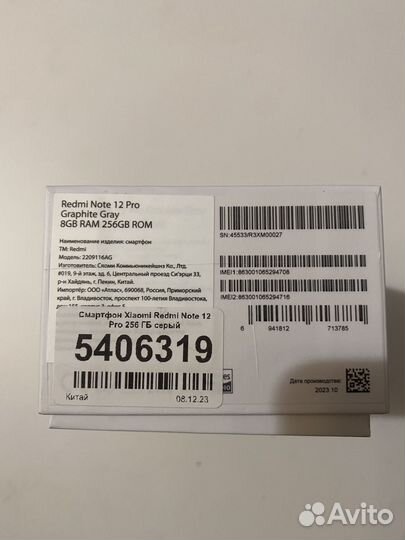 Redmi Note 12 Pro
Graphite Gray
8GB RAM 256GB ROM
Наименование изделия: смартфон
ТМ: Redmi
Модель: 2209116AG
Изготовитель: Сяоми Коммьюникейшнз Ко., Лтд.
#019, 9-й этаж, зд. 6, Центральный проезд Си'эрци 33,
р-н Хайдянь, г. Пекин, Китай.
Импортёр: ООО «Атлас», 690068, Россия, Приморский
край, г. Владивосток, проспект 100-летия Владивостока,
Смартфон Xiaomi Redmi Note 12
Pro 256 ГБ серый
5406319
Китай 08.12.23
SN:45533/R3XM00027
IMEI1:863001065294708
IMEI2:863001065294716
6 941812 713785
Дата производства:
2023.10
Avito